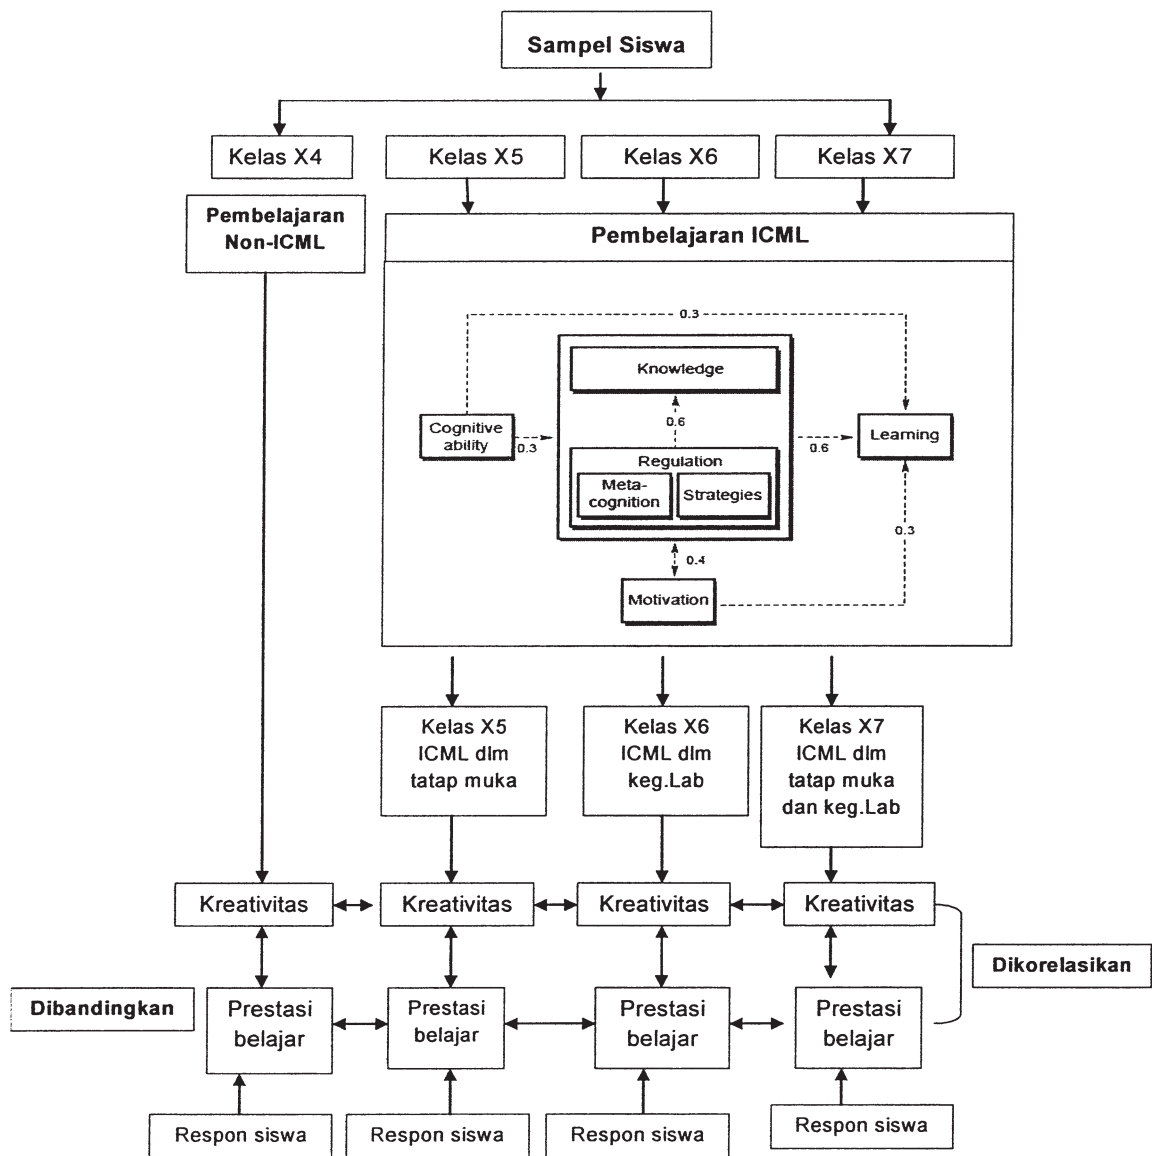 Sampel Siswa
Kelas X4
Kelas X5
Kelas X6
Kelas X7
Pembelajaran
Non-ICML
Pembelajaran ICML
0.3
Knowledge
Cognitive
ability
0.3
0.6
Regulation
Meta-
cognition
Strategies
0.6
Learning
0.3
0.4
Motivation
Kelas X5
ICML dlm
tatap muka
Kelas X6
ICML dlm
keg.Lab
Kelas X7
ICML dlm
tatap muka
dan keg.Lab
Kreativitas
Kreativitas
Kreativitas
Kreativitas
Dikorelasikan
Dibandingkan
Prestasi
belajar
Prestasi
belajar
Prestasi
belajar
Prestasi
belajar
Respon siswa
Respon siswa
Respon siswa
Respon siswa